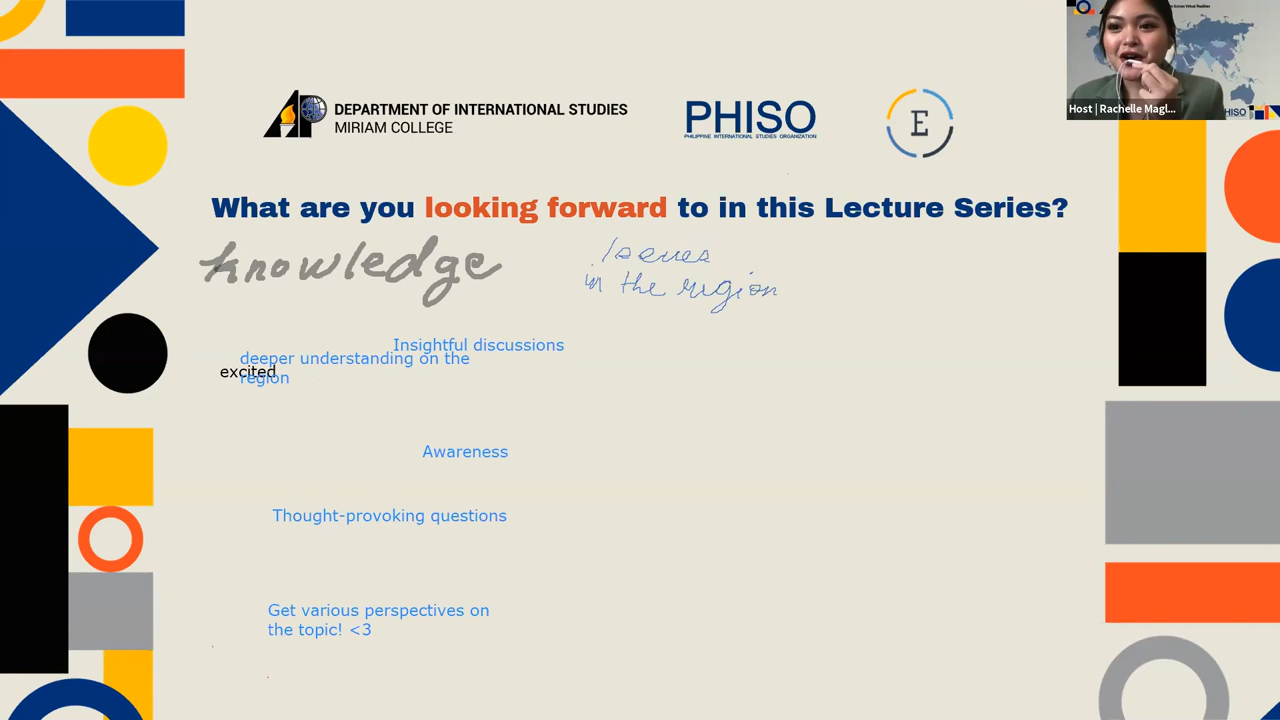 DEPARTMENT OF INTERNATIONAL STUDIES
MIRIAM COLLEGE
PHISO
PHILIPPINE INTERNATIONAL STUDIES ORGANIZATION
E
Host | Rachelle Magl...
PHISO
What are you looking forward to in this Lecture Series?
knowledge
Issues
in the region
Insightful discussions
deeper understanding on the
region
excited
Awareness
Thought-provoking questions
Get various perspectives on
the topic! <3